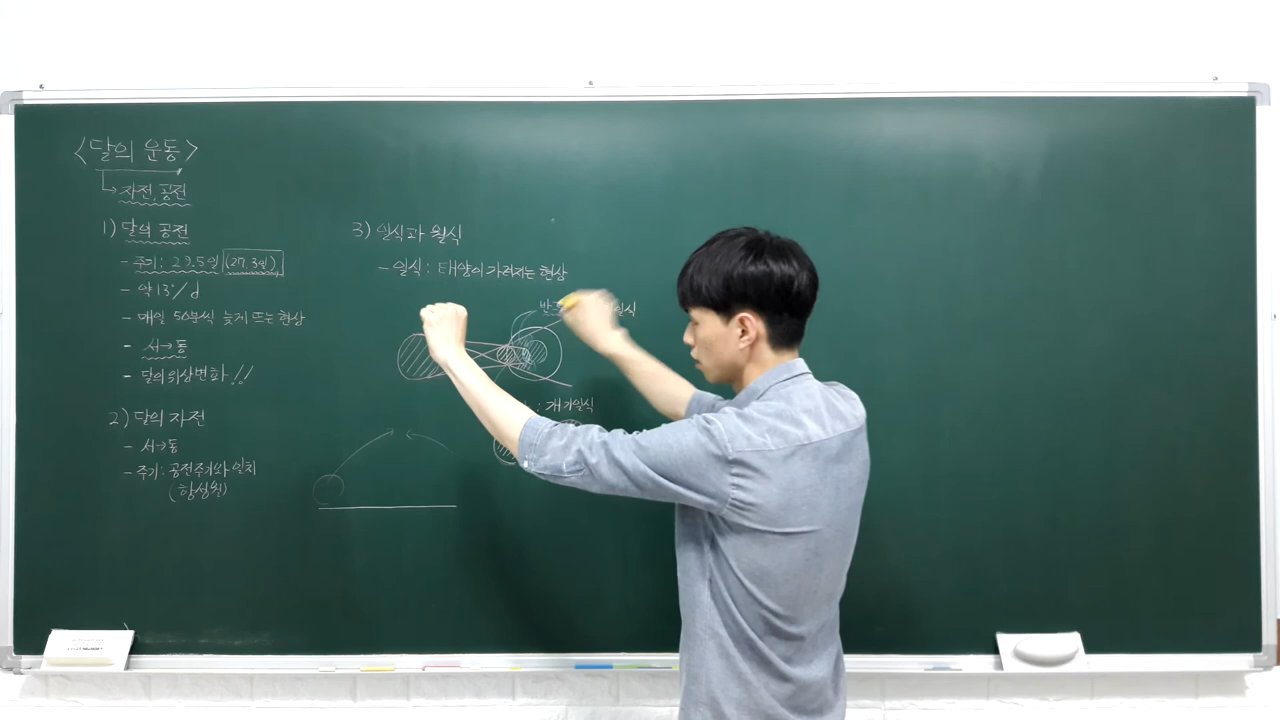 <달의 운동>
→ 자전, 공전
1) 달의 공전
- 주기: 29.5일 (27.3일)
- 약 13°/d
- 매일 50분씩 늦게 뜨는 현상
- 서→동
- 달의 위상변화!!
2) 달의 자전
- 서→동
- 주기: 공전주기와 일치
(항성월)
3) 일식과 월식
- 일식: 태양이 가려지는 현상
: 개기일식